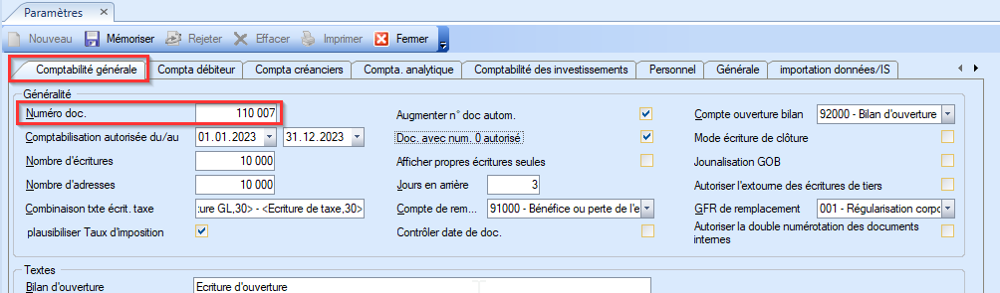 Paramètres
Nouveau Mémoriser Rejeter Effacer Imprimer Fermer
Comptabilité générale Compta débiteur Compta créanciers Compta. analytique Comptabilité des investissements Personnel Générale importation données/IS
Généralité
Numéro doc. 110 007 Augmenter n° doc autom. Compte ouverture bilan 92000 - Bilan d'ouverture
Comptabilisation autorisée du/au 01.01.2023 31.12.2023 Doc. avec num. 0 autorisé Mode écriture de clôture
Nombre d'écritures 10 000 Afficher propres écritures seules Jounalisation GOB
Nombre d'adresses 10 000 Jours en arrière 3 Autoriser l'extourne des écritures de tiers
Combinaison txte écrit. taxe :ure GL,30> - <Ecriture de taxe,30> Compte de rem... 91000 - Bénéfice ou perte de l'e GFR de remplacement 001 - Régularisation corpo
plausibiliser Taux d'imposition Contrôler date de doc. Autoriser la double numérotation des documents
internes
Textes
Bilan d'ouverture Ecriture d'ouverture